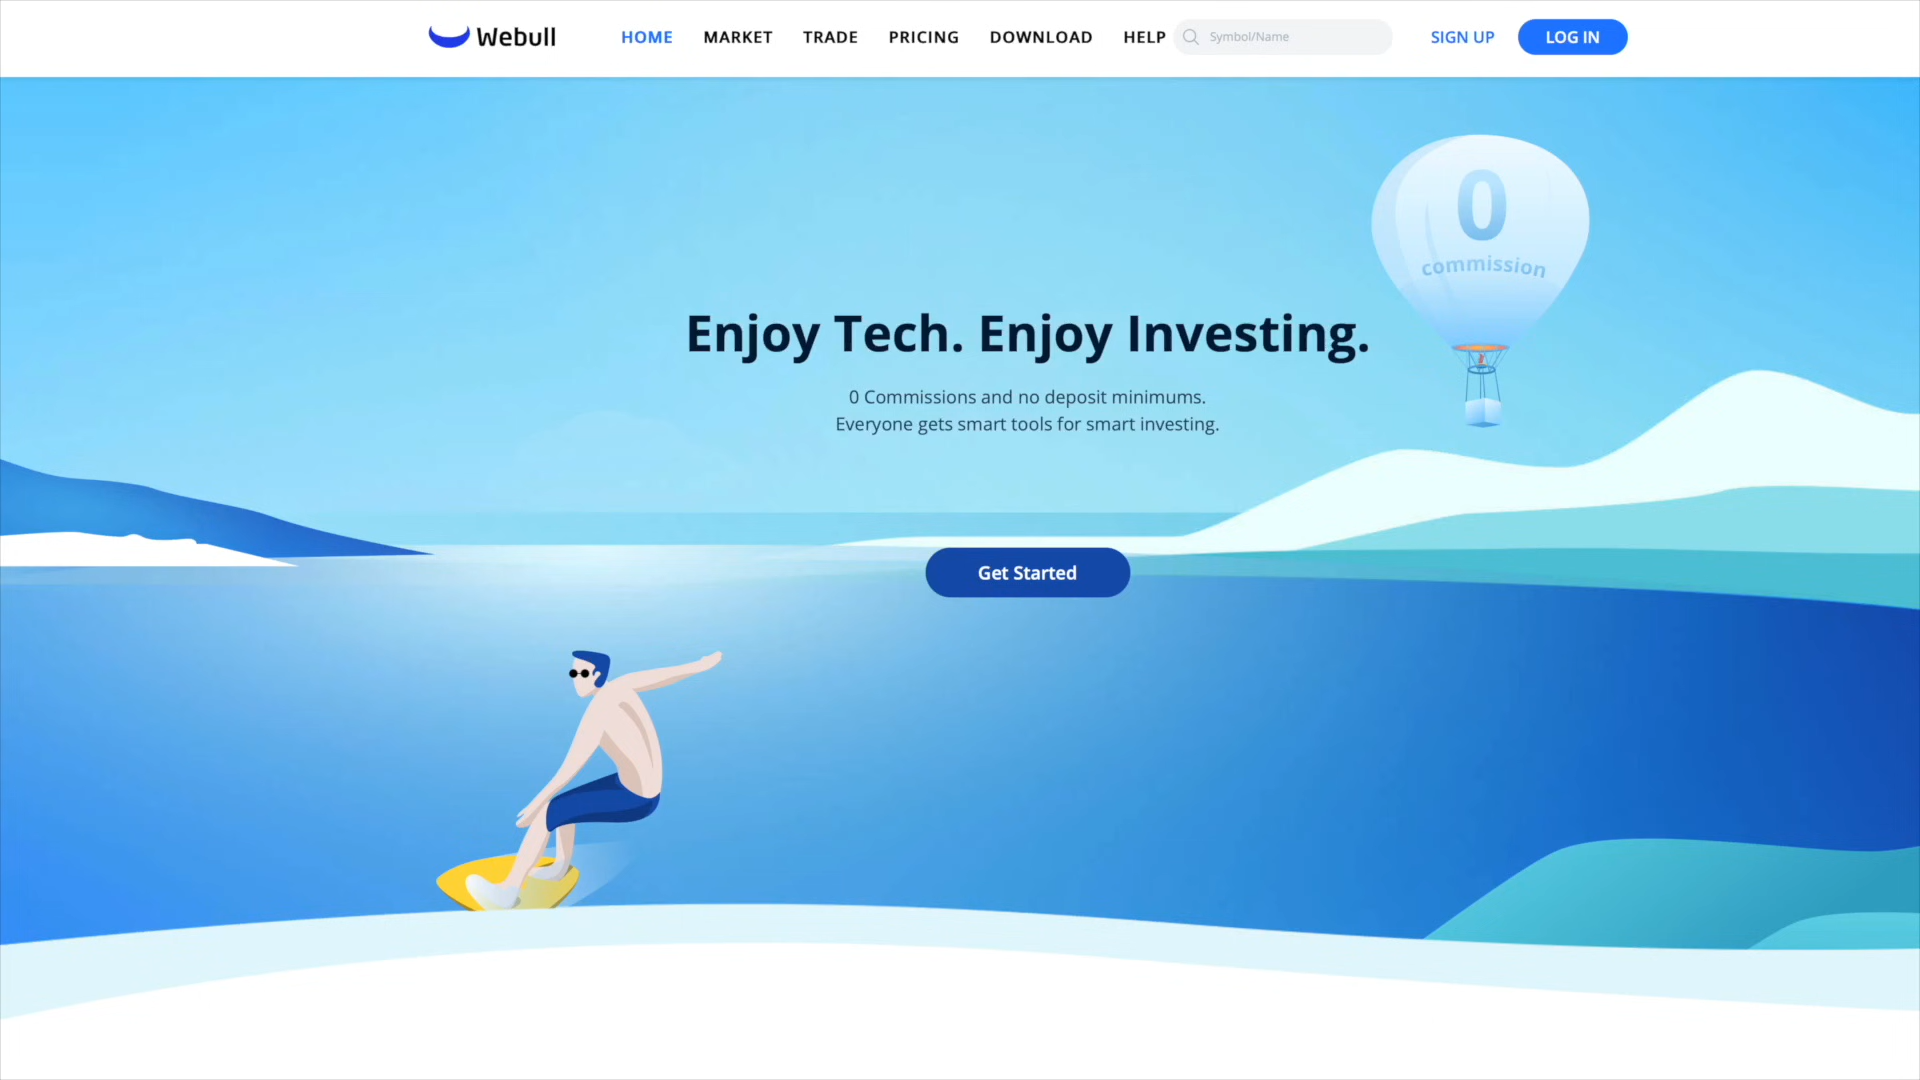 Webull
HOME MARKET TRADE PRICING DOWNLOAD HELP Symbol/Name SIGN UP LOG IN
0
commission
Enjoy Tech. Enjoy Investing.
0 Commissions and no deposit minimums.
Everyone gets smart tools for smart investing.
Get Started